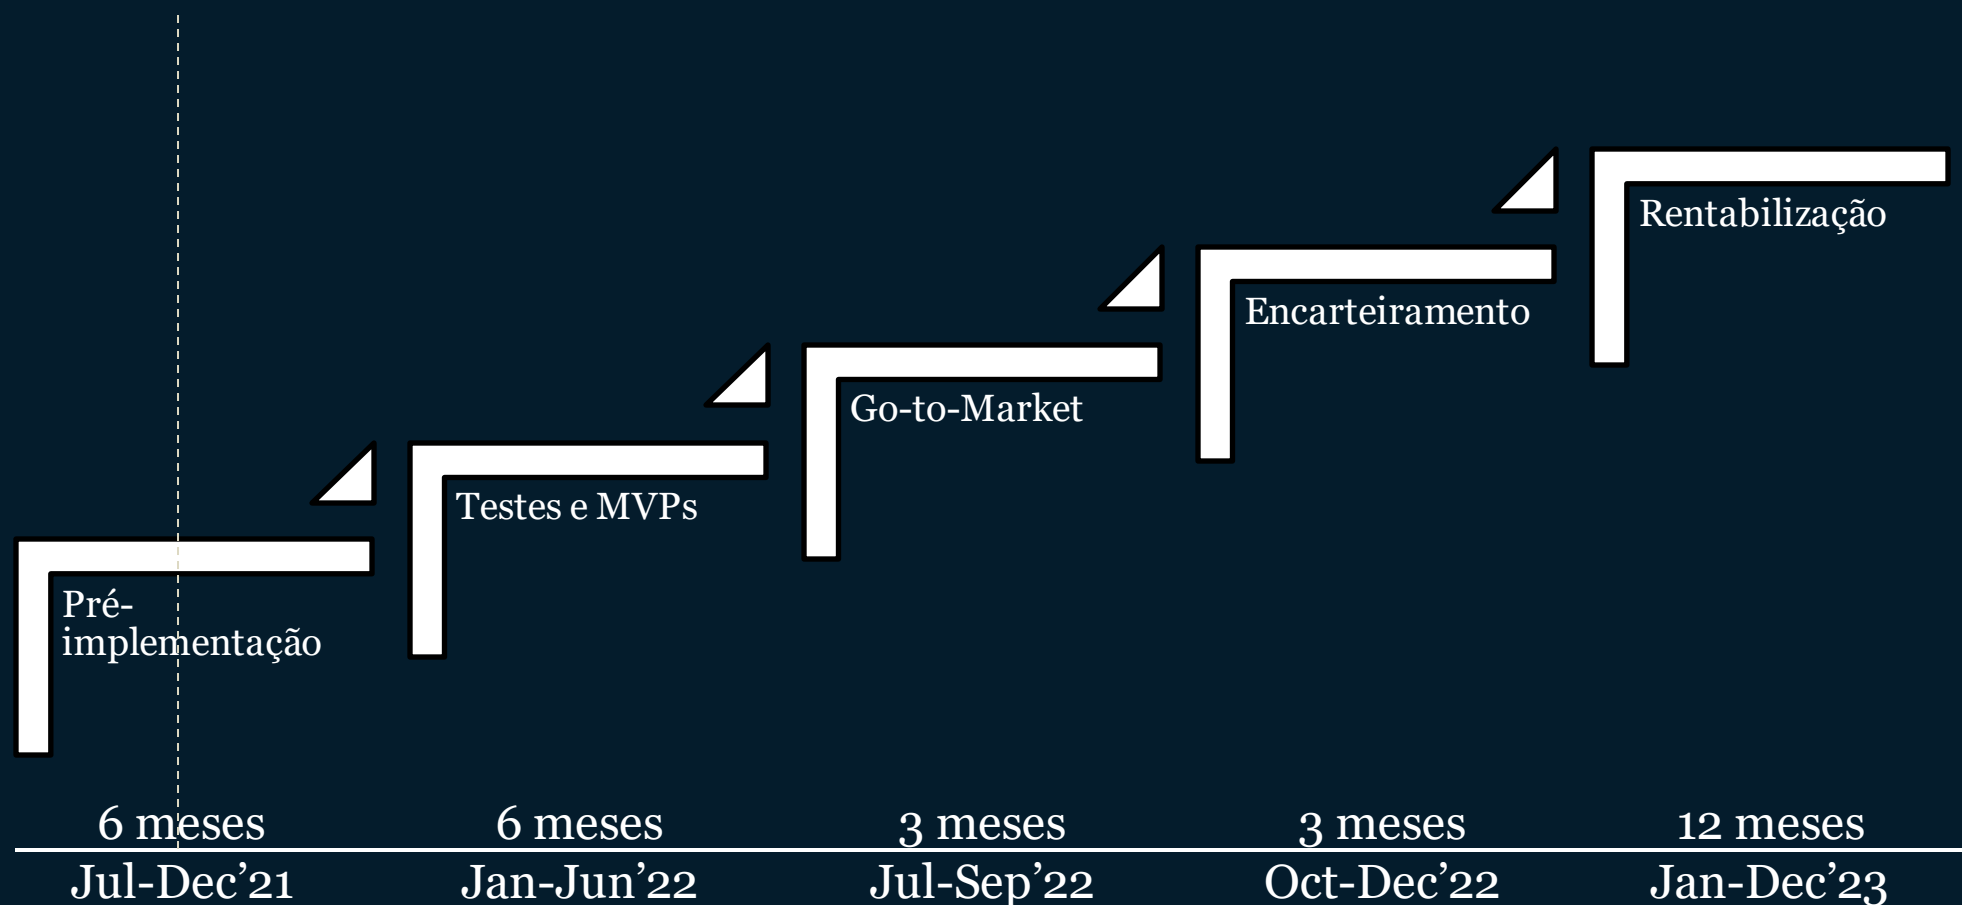 Rentabilização
Encarteiramento
Go-to-Market
Testes e MVPs
Pré-
implementação
6 meses
6 meses
3 meses
3 meses
12 meses
Jul-Dec’21
Jan-Jun’22
Jul-Sep’22
Oct-Dec’22
Jan-Dec’23